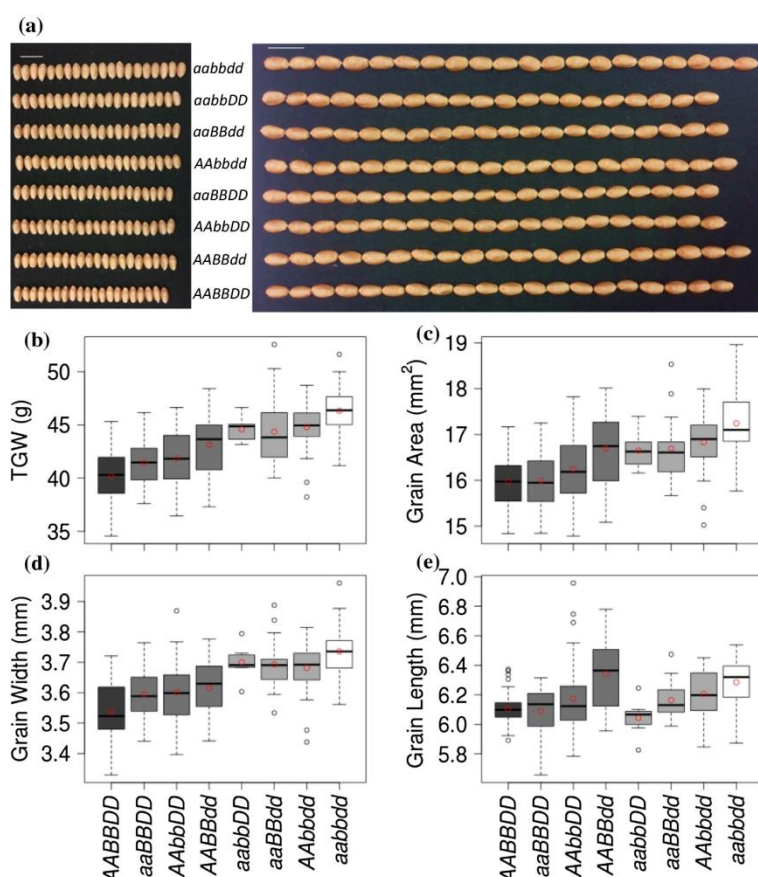 (a)
aabbdd
aabbDD
aaBBdd
AAbbdd
aaBBDD
AAbbDD
AABBdd
AABBDD
(b)
TGW (g)
50
45
40
35
(c)
Grain Area (mm²)
19
18
17
16
15
(d)
Grain Width (mm)
3.9
3.8
3.7
3.6
3.5
3.4
AABBDD
aaBBDD
AAbbDD
AABBdd
aabbDD
aaBBdd
AAbbdd
aabbdd
(e)
Grain Length (mm)
7.0
6.8
6.6
6.4
6.2
6.0
5.8
AABBDD
aaBBDD
AAbbDD
AABBdd
aabbDD
aaBBdd
AAbbdd
aabbdd